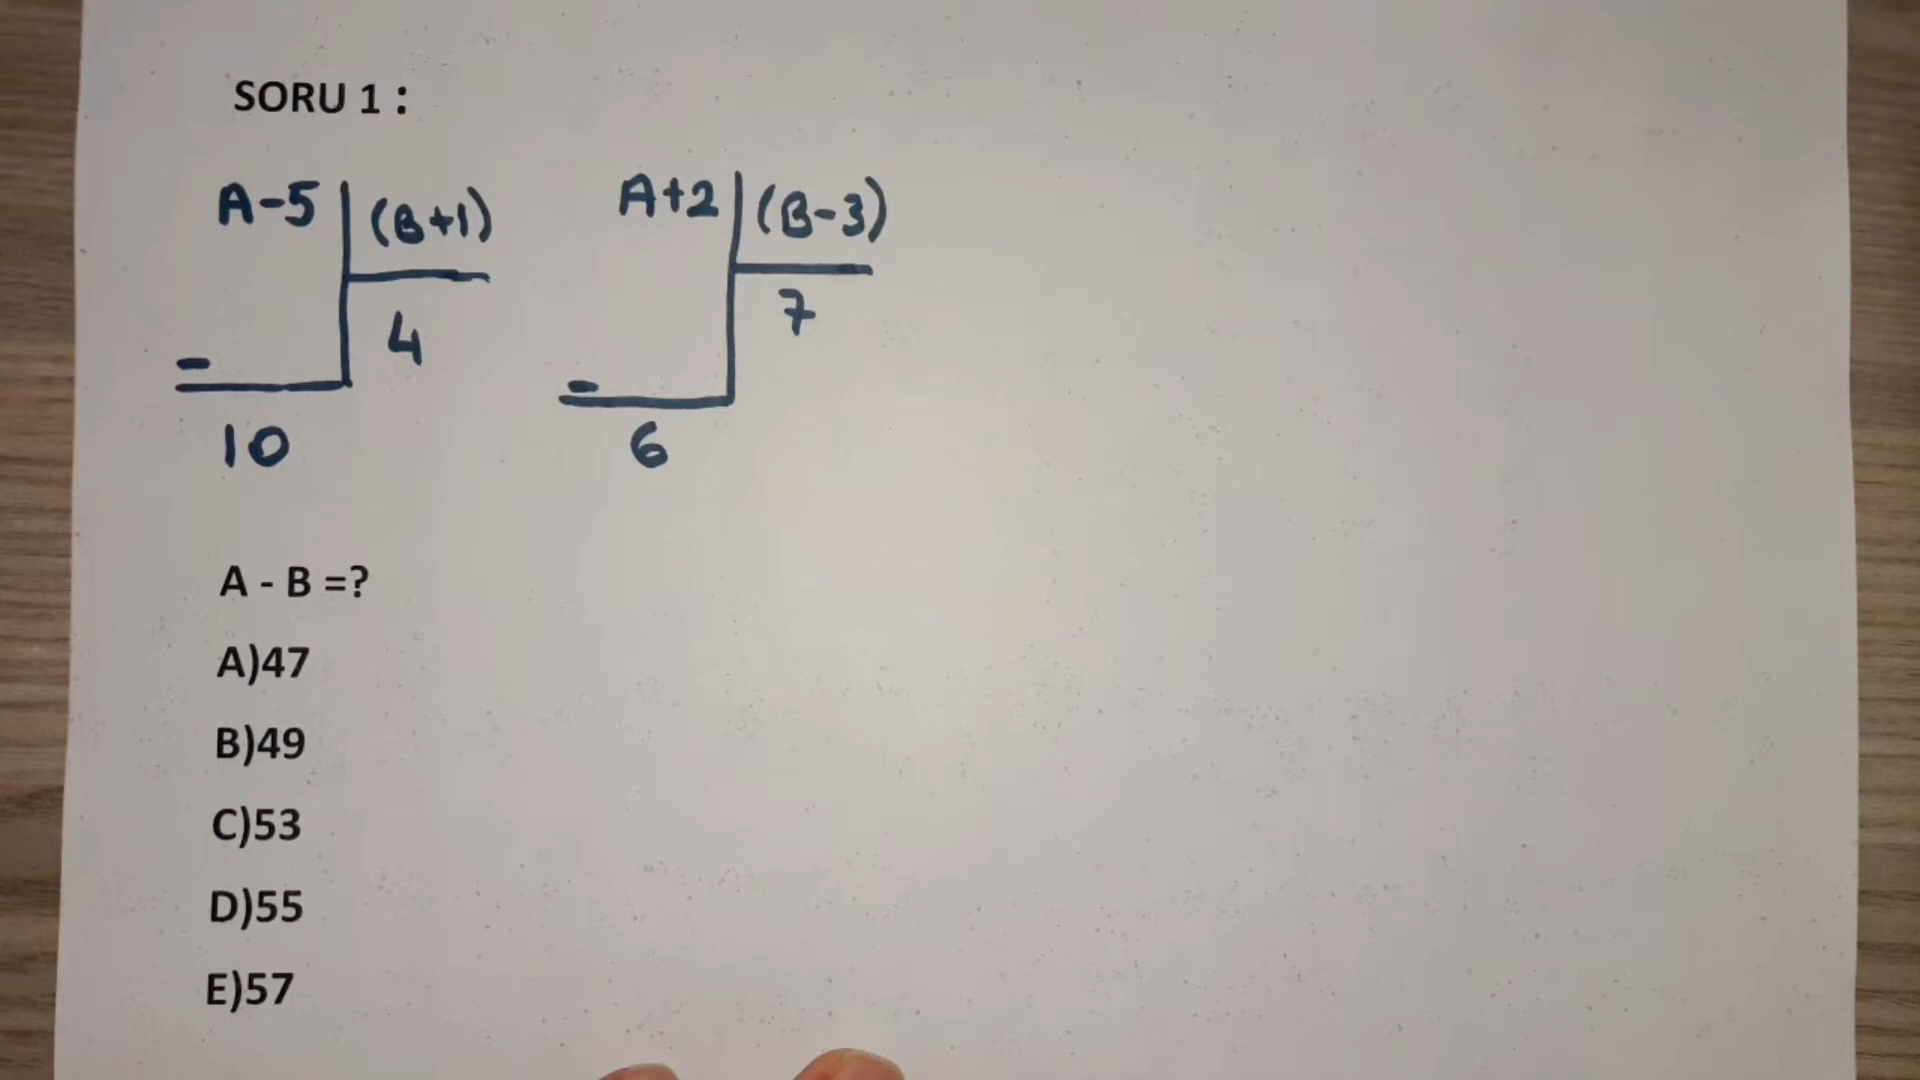 SORU 1 :
A-5 (B+1)
4
-
10
A+2 (B-3)
7
-
6
A - B =?
A)47
B)49
C)53
D)55
E)57